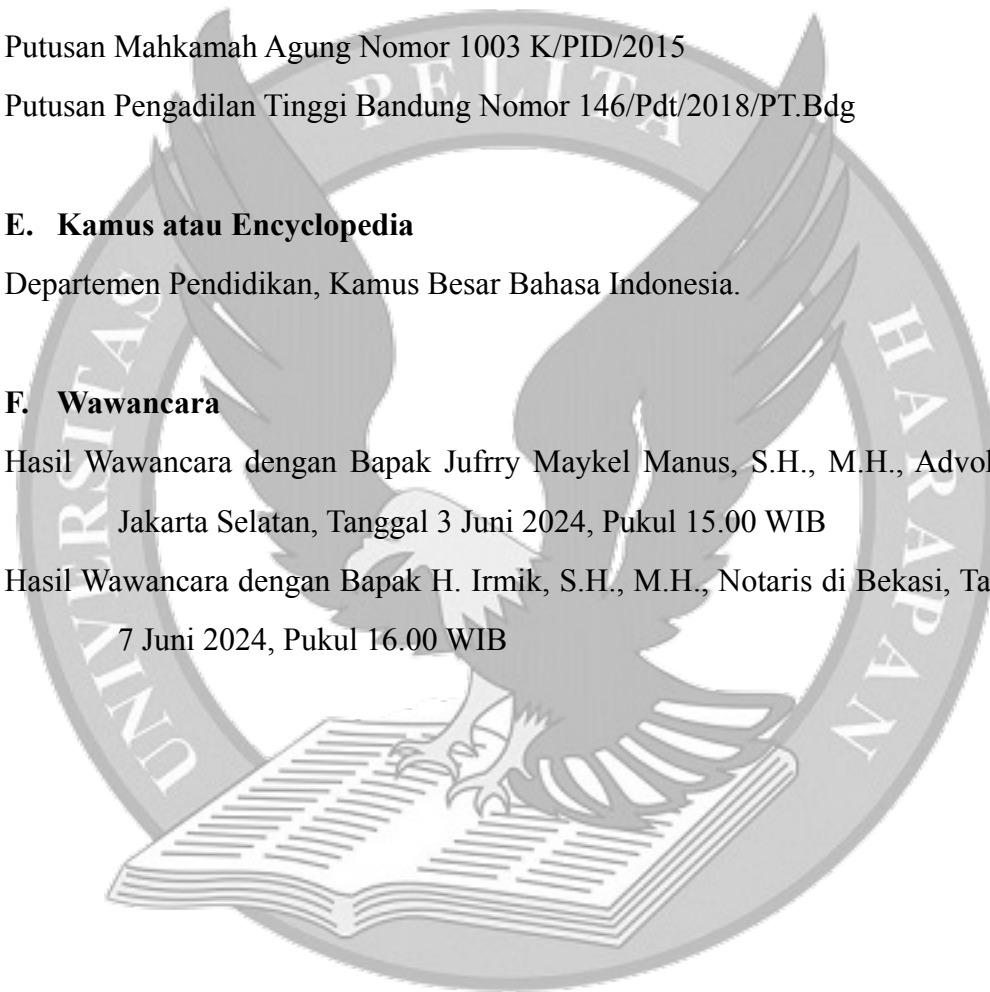 Putusan Mahkamah Agung Nomor 1003 K/PID/2015
Putusan Pengadilan Tinggi Bandung Nomor 146/Pdt/2018/PT.Bdg
E. Kamus atau Encyclopedia
Departemen Pendidikan, Kamus Besar Bahasa Indonesia.
F. Wawancara
Hasil Wawancara dengan Bapak Jufrry Maykel Manus, S.H., M.H.,
Jakarta Selatan, Tanggal 3 Juni 2024, Pukul 15.00 WIB
Hasil Wawancara dengan Bapak H. Irmik, S.H., M.H., Notaris di Bekasi,
7 Juni 2024, Pukul 16.00 WIB
UNIVERSITAS PELITA HARAPAN